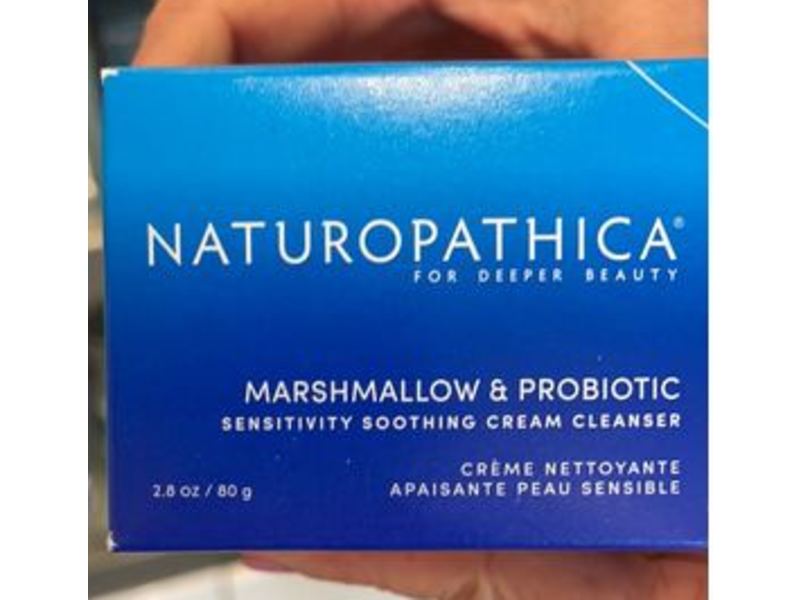 NATUROPATHICA®
FOR DEEPER BEAUTY
MARSHMALLOW & PROBIOTIC
SENSITIVITY SOOTHING CREAM CLEANSER
CRÈME NETTOYANTE
APAISANTE PEAU SENSIBLE
2.8 oz / 80 g